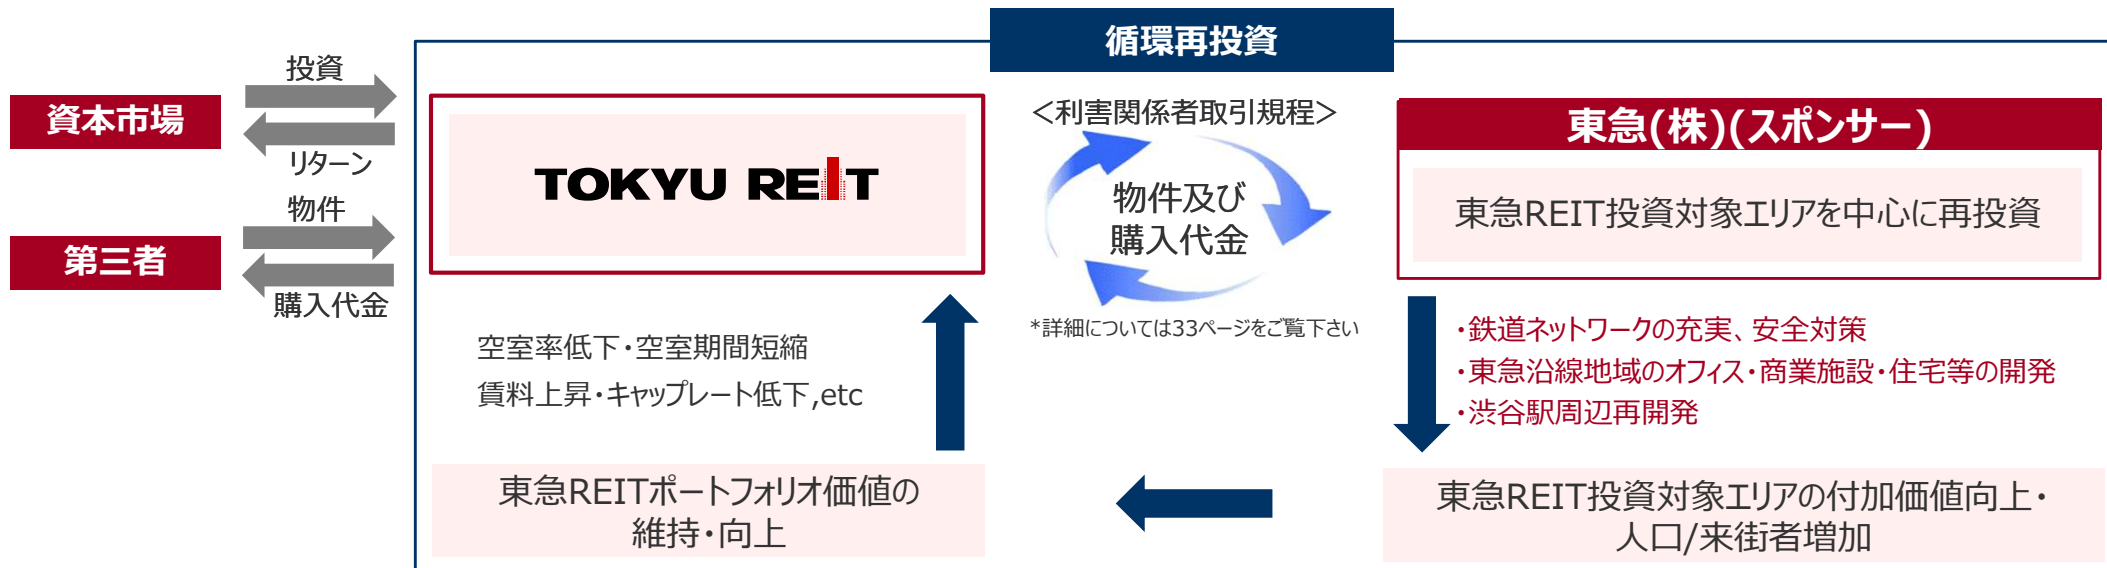 循環再投資
投資
資本市場
リターン
物件
第三者
購入代金
TOKYU REIT
<利害関係者取引規程>
物件及び
購入代金
*詳細については33ページをご覧下さい
東急(株)(スポンサー)
東急REIT投資対象エリアを中心に再投資
・鉄道ネットワークの充実、安全対策
・東急沿線地域のオフィス・商業施設・住宅等の開発
・渋谷駅周辺再開発
東急REIT投資対象エリアの付加価値向上・
人口/来街者増加
東急REITポートフォリオ価値の
維持・向上
空室率低下・空室期間短縮
賃料上昇・キャップレート低下,etc